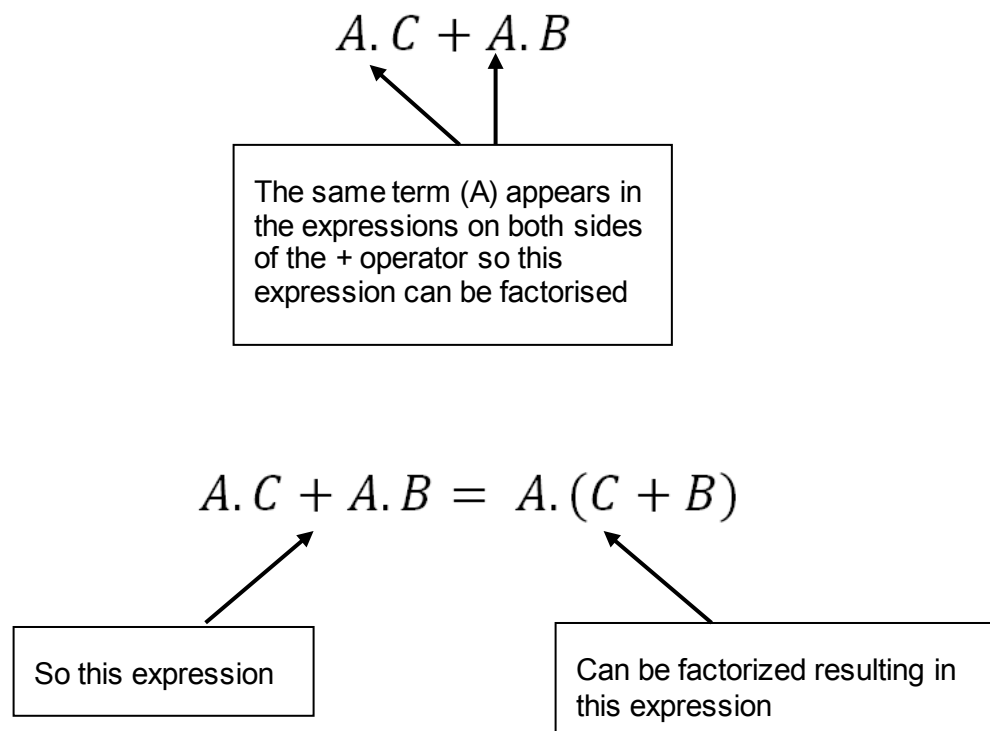 A. C + A. B
The same term (A) appears in
the expressions on both sides
of the + operator so this
expression can be factorised
A. C + A. B = A. (C + B)
So this expression
Can be factorized resulting in
this expression